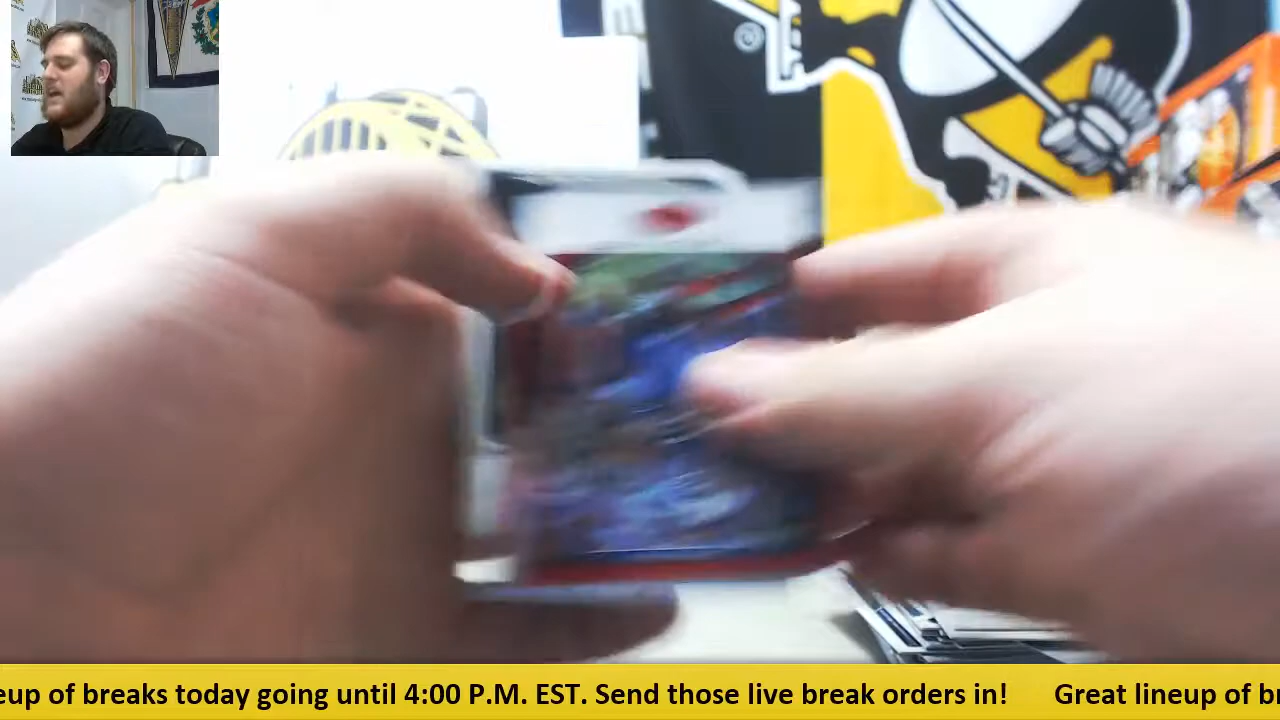 eup of breaks today going until 4:00 P.M. EST. Send those live break orders in! Great lineup of br